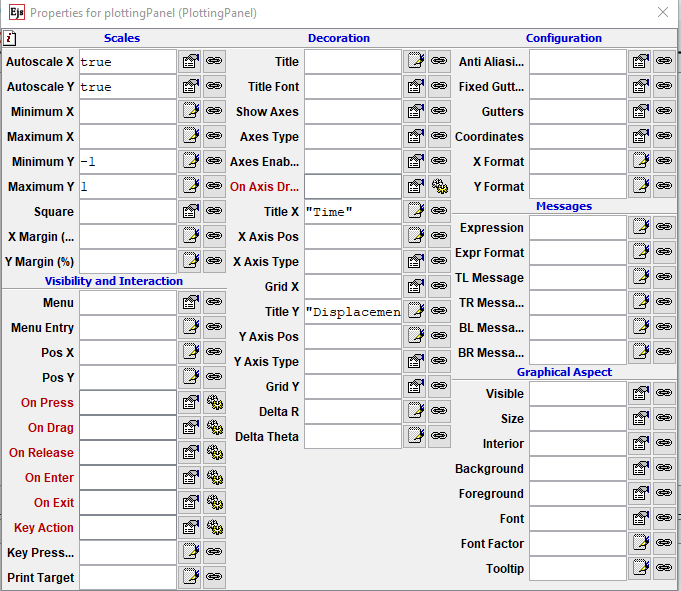 Ejs Properties for plottingPanel (PlottingPanel)
Scales
Autoscale X true
Autoscale Y true
Minimum X
Maximum X
Minimum Y -1
Maximum Y 1
Square
X Margin (...
Y Margin (%)
Visibility and Interaction
Menu
Menu Entry
Pos X
Pos Y
On Press
On Drag
On Release
On Enter
On Exit
Key Action
Key Press...
Print Target
Decoration
Title
Title Font
Show Axes
Axes Type
Axes Enab...
On Axis Dr...
Title X "Time"
X Axis Pos
X Axis Type
Grid X
Title Y "Displacemen
Y Axis Pos
Y Axis Type
Grid Y
Delta R
Delta Theta
Configuration
Anti Aliasi...
Fixed Gutt...
Gutters
Coordinates
X Format
Y Format
Messages
Expression
Expr Format
TL Message
TR Messa...
BL Messa...
BR Messa...
Graphical Aspect
Visible
Size
Interior
Background
Foreground
Font
Font Factor
Tooltip